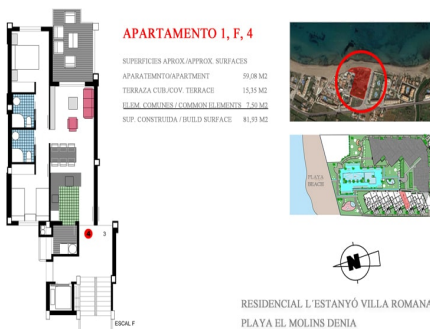 APARTAMENTO 1, F, 4
SUPERFICIES APROX./APPROX. SURFACES
APARATEMNTO/APARTMENT 59,08 M2
TERRAZA CUB./COV. TERRACE 15,35 M2
ELEM. COMUNES / COMMON ELEMENTS 7,50 M2
SUP. CONSTRUIDA / BUILD SURFACE 81,93 M2
PLAYA
BEACH
4
3
N
ESCAL F
RESIDENCIAL L´ESTANYÓ VILLA ROMANA
PLAYA EL MOLINS DENIA